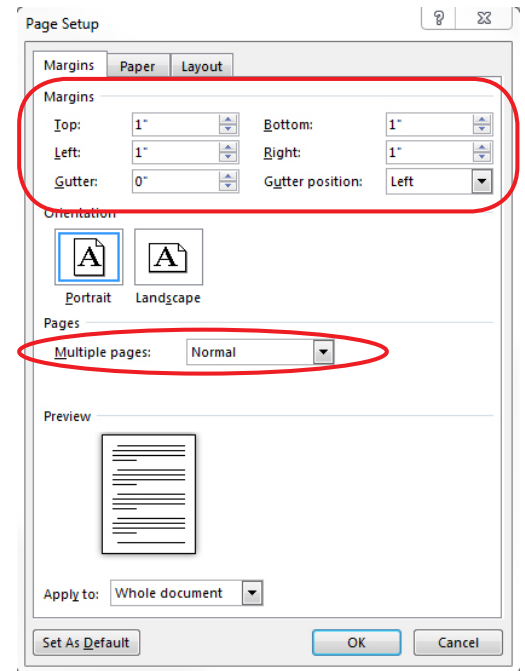 Page Setup
Margins Paper Layout
Margins
Top: 1" Bottom: 1"
Left: 1" Right: 1"
Gutter: 0" Gutter position: Left
Orientation
A A
Portrait Landscape
Pages
Multiple pages: Normal
Preview
Apply to: Whole document
Set As Default OK Cancel